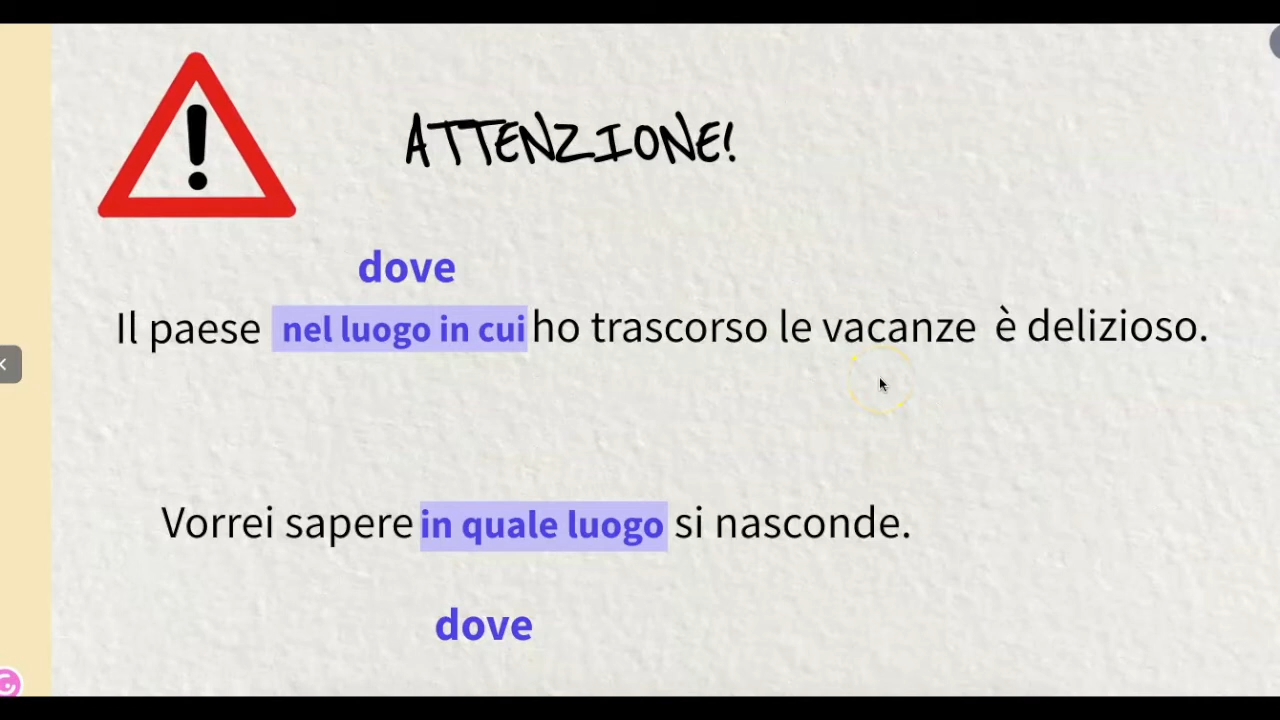 ATTENZIONE!
dove
Il paese nel luogo in cui ho trascorso le vacanze è delizioso.
Vorrei sapere in quale luogo si nasconde.
dove